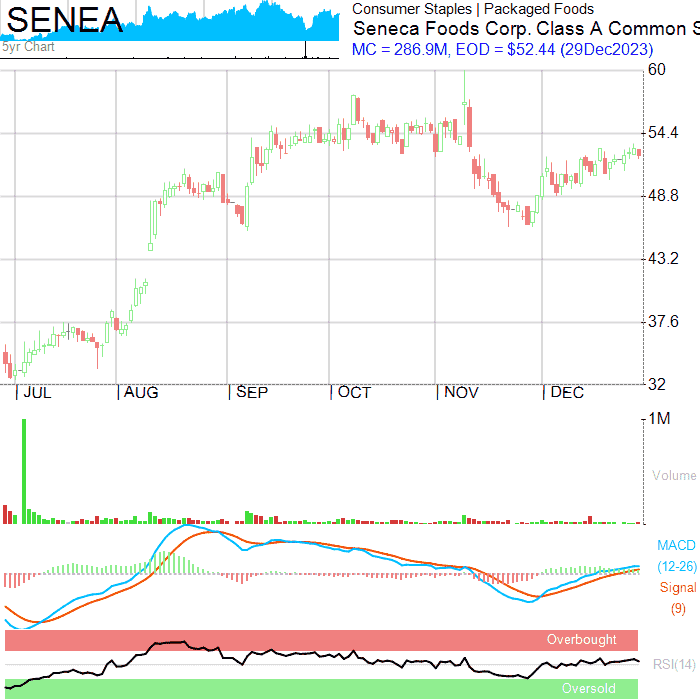 SENEA
5yr Chart
Consumer Staples | Packaged Foods
Seneca Foods Corp. Class A Common S
MC = 286.9M, EOD = $52.44 (29Dec2023)
60
54.4
48.8
43.2
37.6
32
JUL AUG SEP OCT NOV DEC
1M
Volume
MACD
(12-26)
Signal
(9)
Overbought
RSI(14)
Oversold